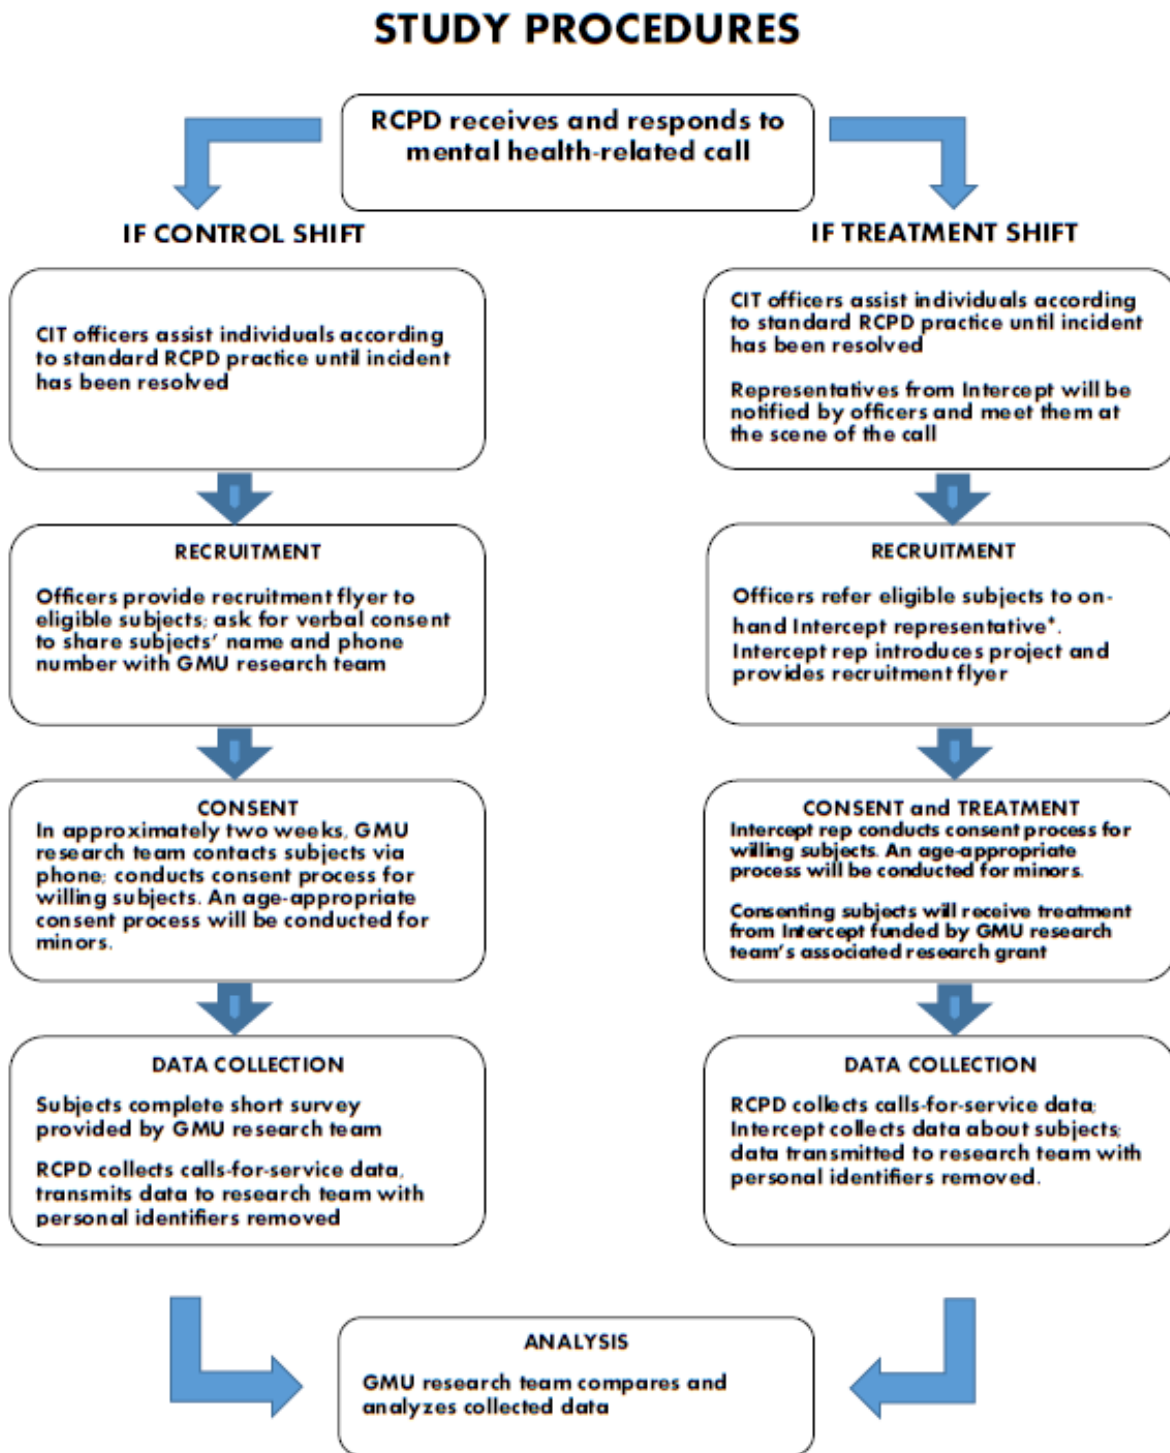 STUDY PROCEDURES
RCPD receives and responds to
mental health-related call
IF CONTROL SHIFT
CIT officers assist individuals according
to standard RCPD practice until incident
has been resolved
RECRUITMENT
Officers provide recruitment flyer to
eligible subjects; ask for verbal consent
to share subjects' name and phone
number with GMU research team
CONSENT
In approximately two weeks, GMU
research team contacts subjects via
phone; conducts consent process for
willing subjects. An age-appropriate
consent process will be conducted for
minors.
DATA COLLECTION
Subjects complete short survey
provided by GMU research team
RCPD collects calls-for-service data,
transmits data to research team with
personal identifiers removed
IF TREATMENT SHIFT
CIT officers assist individuals according
to standard RCPD practice until incident
has been resolved
Representatives from Intercept will be
notified by officers and meet them at
the scene of the call
RECRUITMENT
Officers refer eligible subjects to on-
hand Intercept representative*.
Intercept rep introduces project and
provides recruitment flyer
CONSENT and TREATMENT
Intercept rep conducts consent process for
willing subjects. An age-appropriate
process will be conducted for minors.
Consenting subjects will receive treatment
from Intercept funded by GMU research
team's associated research grant
DATA COLLECTION
RCPD collects calls-for-service data;
Intercept collects data about subjects;
data transmitted to research team with
personal identifiers removed.
ANALYSIS
GMU research team compares and
analyzes collected data